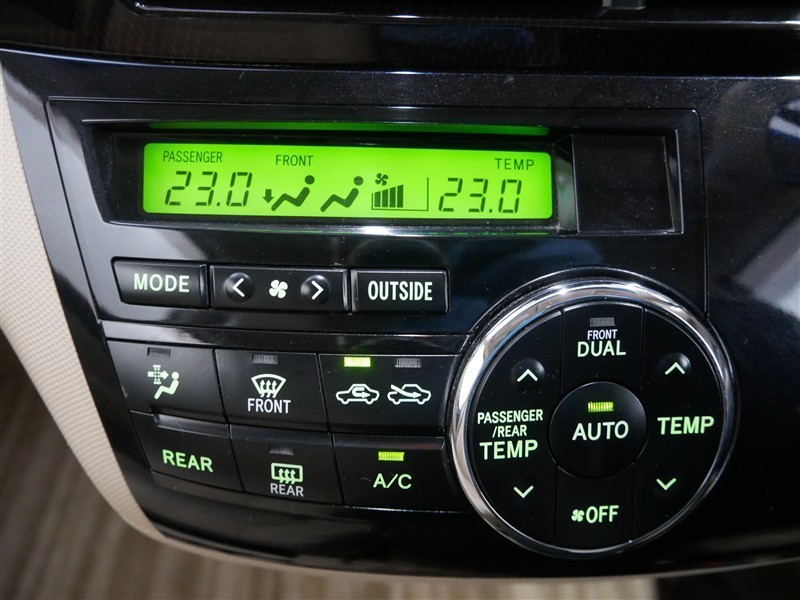 PASSENGER FRONT TEMP
23.0 23.0
MODE OUTSIDE
FRONT
DUAL
FRONT
PASSENGER
/REAR
TEMP
AUTO
TEMP
REAR
REAR
A/C
OFF